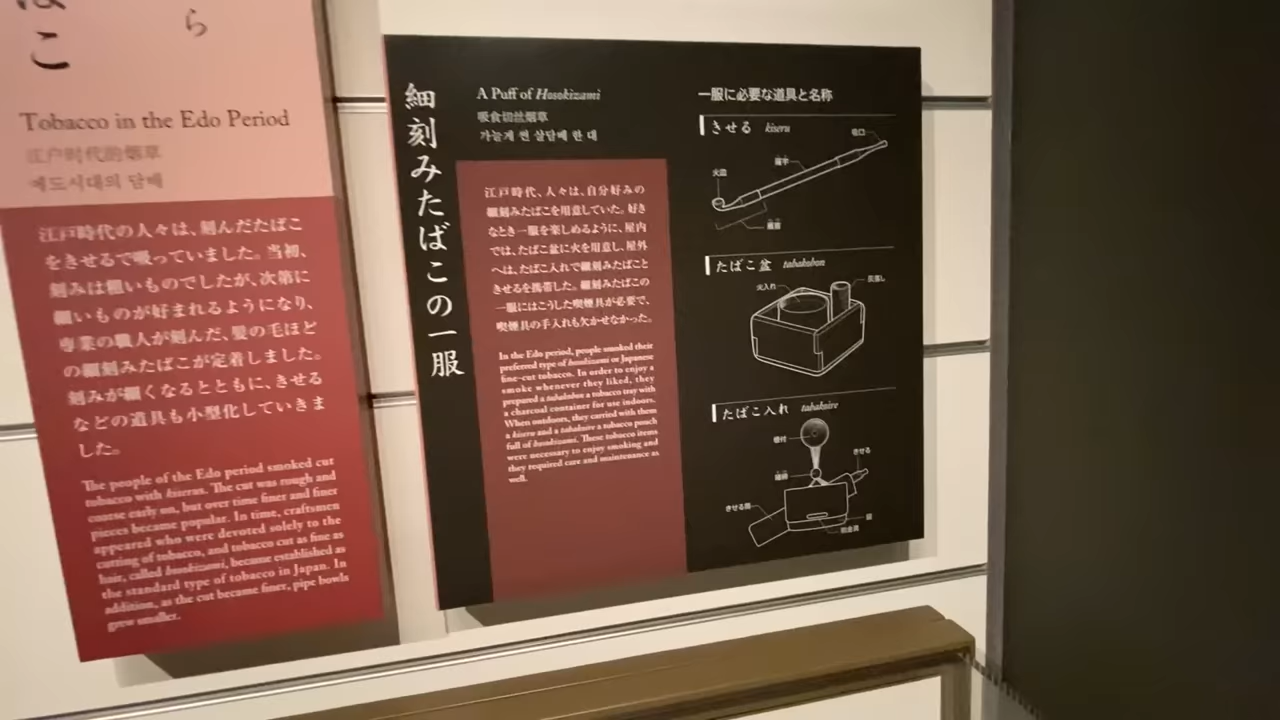 こ
ら
Tobacco in the Edo Period
江户时代的烟草
에도시대의 담배
江戸時代の人々は、刻んだたばこ
をきせるで吸っていました。当初、
刻みは粗いものでしたが、次第に
細いものが好まれるようになり、
専業の職人が刻んだ、髪の毛ほど
の細刻みたばこが定着しました。
刻みが細くなるとともに、きせる
などの道具も小型化していきま
した。
The people of the Edo period smoked cut
tobacco with kiserus. The cut was rough and
coarse early on, but over time finer and finer
pieces became popular. In time, craftsmen
appeared who were devoted solely to the
cutting of tobacco, and tobacco cut as fine as
hair, called hosokizami, became established as
the standard type of tobacco in Japan. In
addition, as the cut became finer, pipe bowls
grew smaller.
細刻みたばこの一服
A Puff of Hosokizami
吸食切丝烟草
가늘게 썬 살담배 한 대
江戸時代、人々は、自分好みの
細刻みたばこを用意していた。好き
なとき一服を楽しめるように、屋内
では、たばこ盆に火を用意し、屋外
へは、たばこ入れで細刻みたばこと
きせるを携帯した。細刻みたばこの
一服にはこうした喫煙具が必要で、
喫煙具の手入れも欠かせなかった。
In the Edo period, people smoked their
preferred type of hosokizami or Japanese
fine-cut tobacco. In order to enjoy a
smoke whenever they liked, they
prepared a tabakobon a tobacco tray with
a charcoal container for use indoors.
When outdoors, they carried with them
a kiseru and a tabakoire a tobacco pouch
full of hosokizami. These tobacco items
were necessary to enjoy smoking and
they required care and maintenance as
well.
一服に必要な道具と名称
きせる kiseru
吸口
羅宇
火皿
雁首
たばこ盆 tabakobon
火入れ
灰落し
たばこ入れ tabakoire
根付
きせる
緒締
きせる筒
袋
前金具